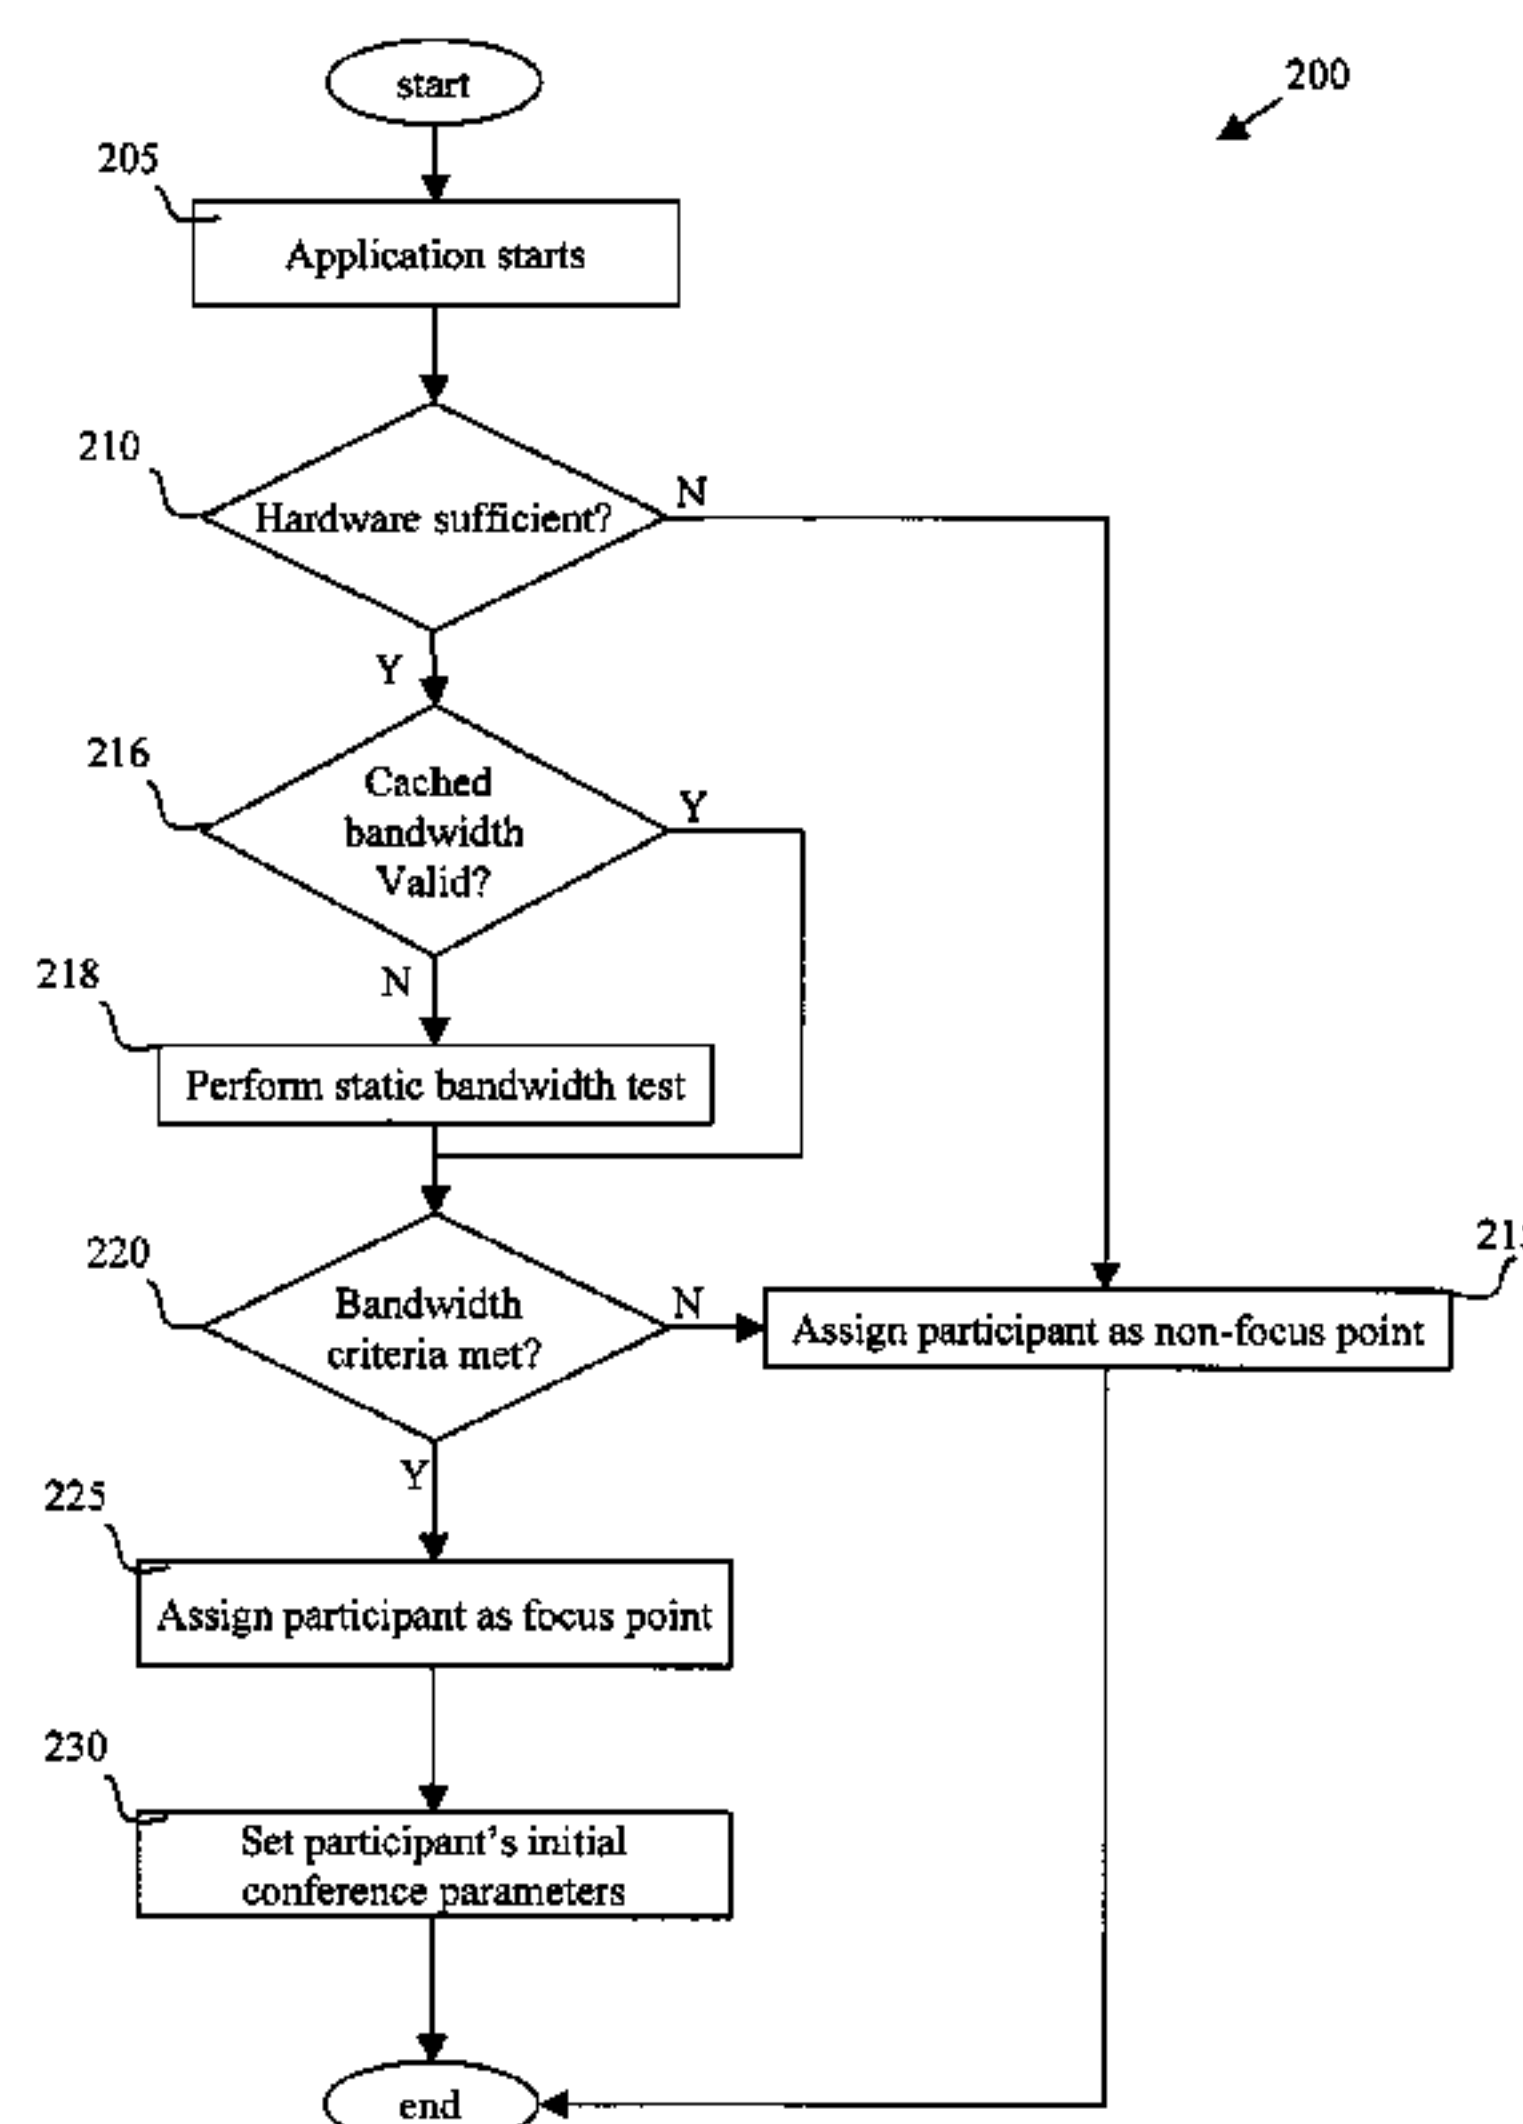 start
200
205
Application starts
210
Hardware sufficient?
N
Y
216
Cached
bandwidth
Valid?
Y
N
218
Perform static bandwidth test
220
Bandwidth
criteria met?
N
Assign participant as non-focus point
Y
225
Assign participant as focus point
230
Set participant's initial
conference parameters
end